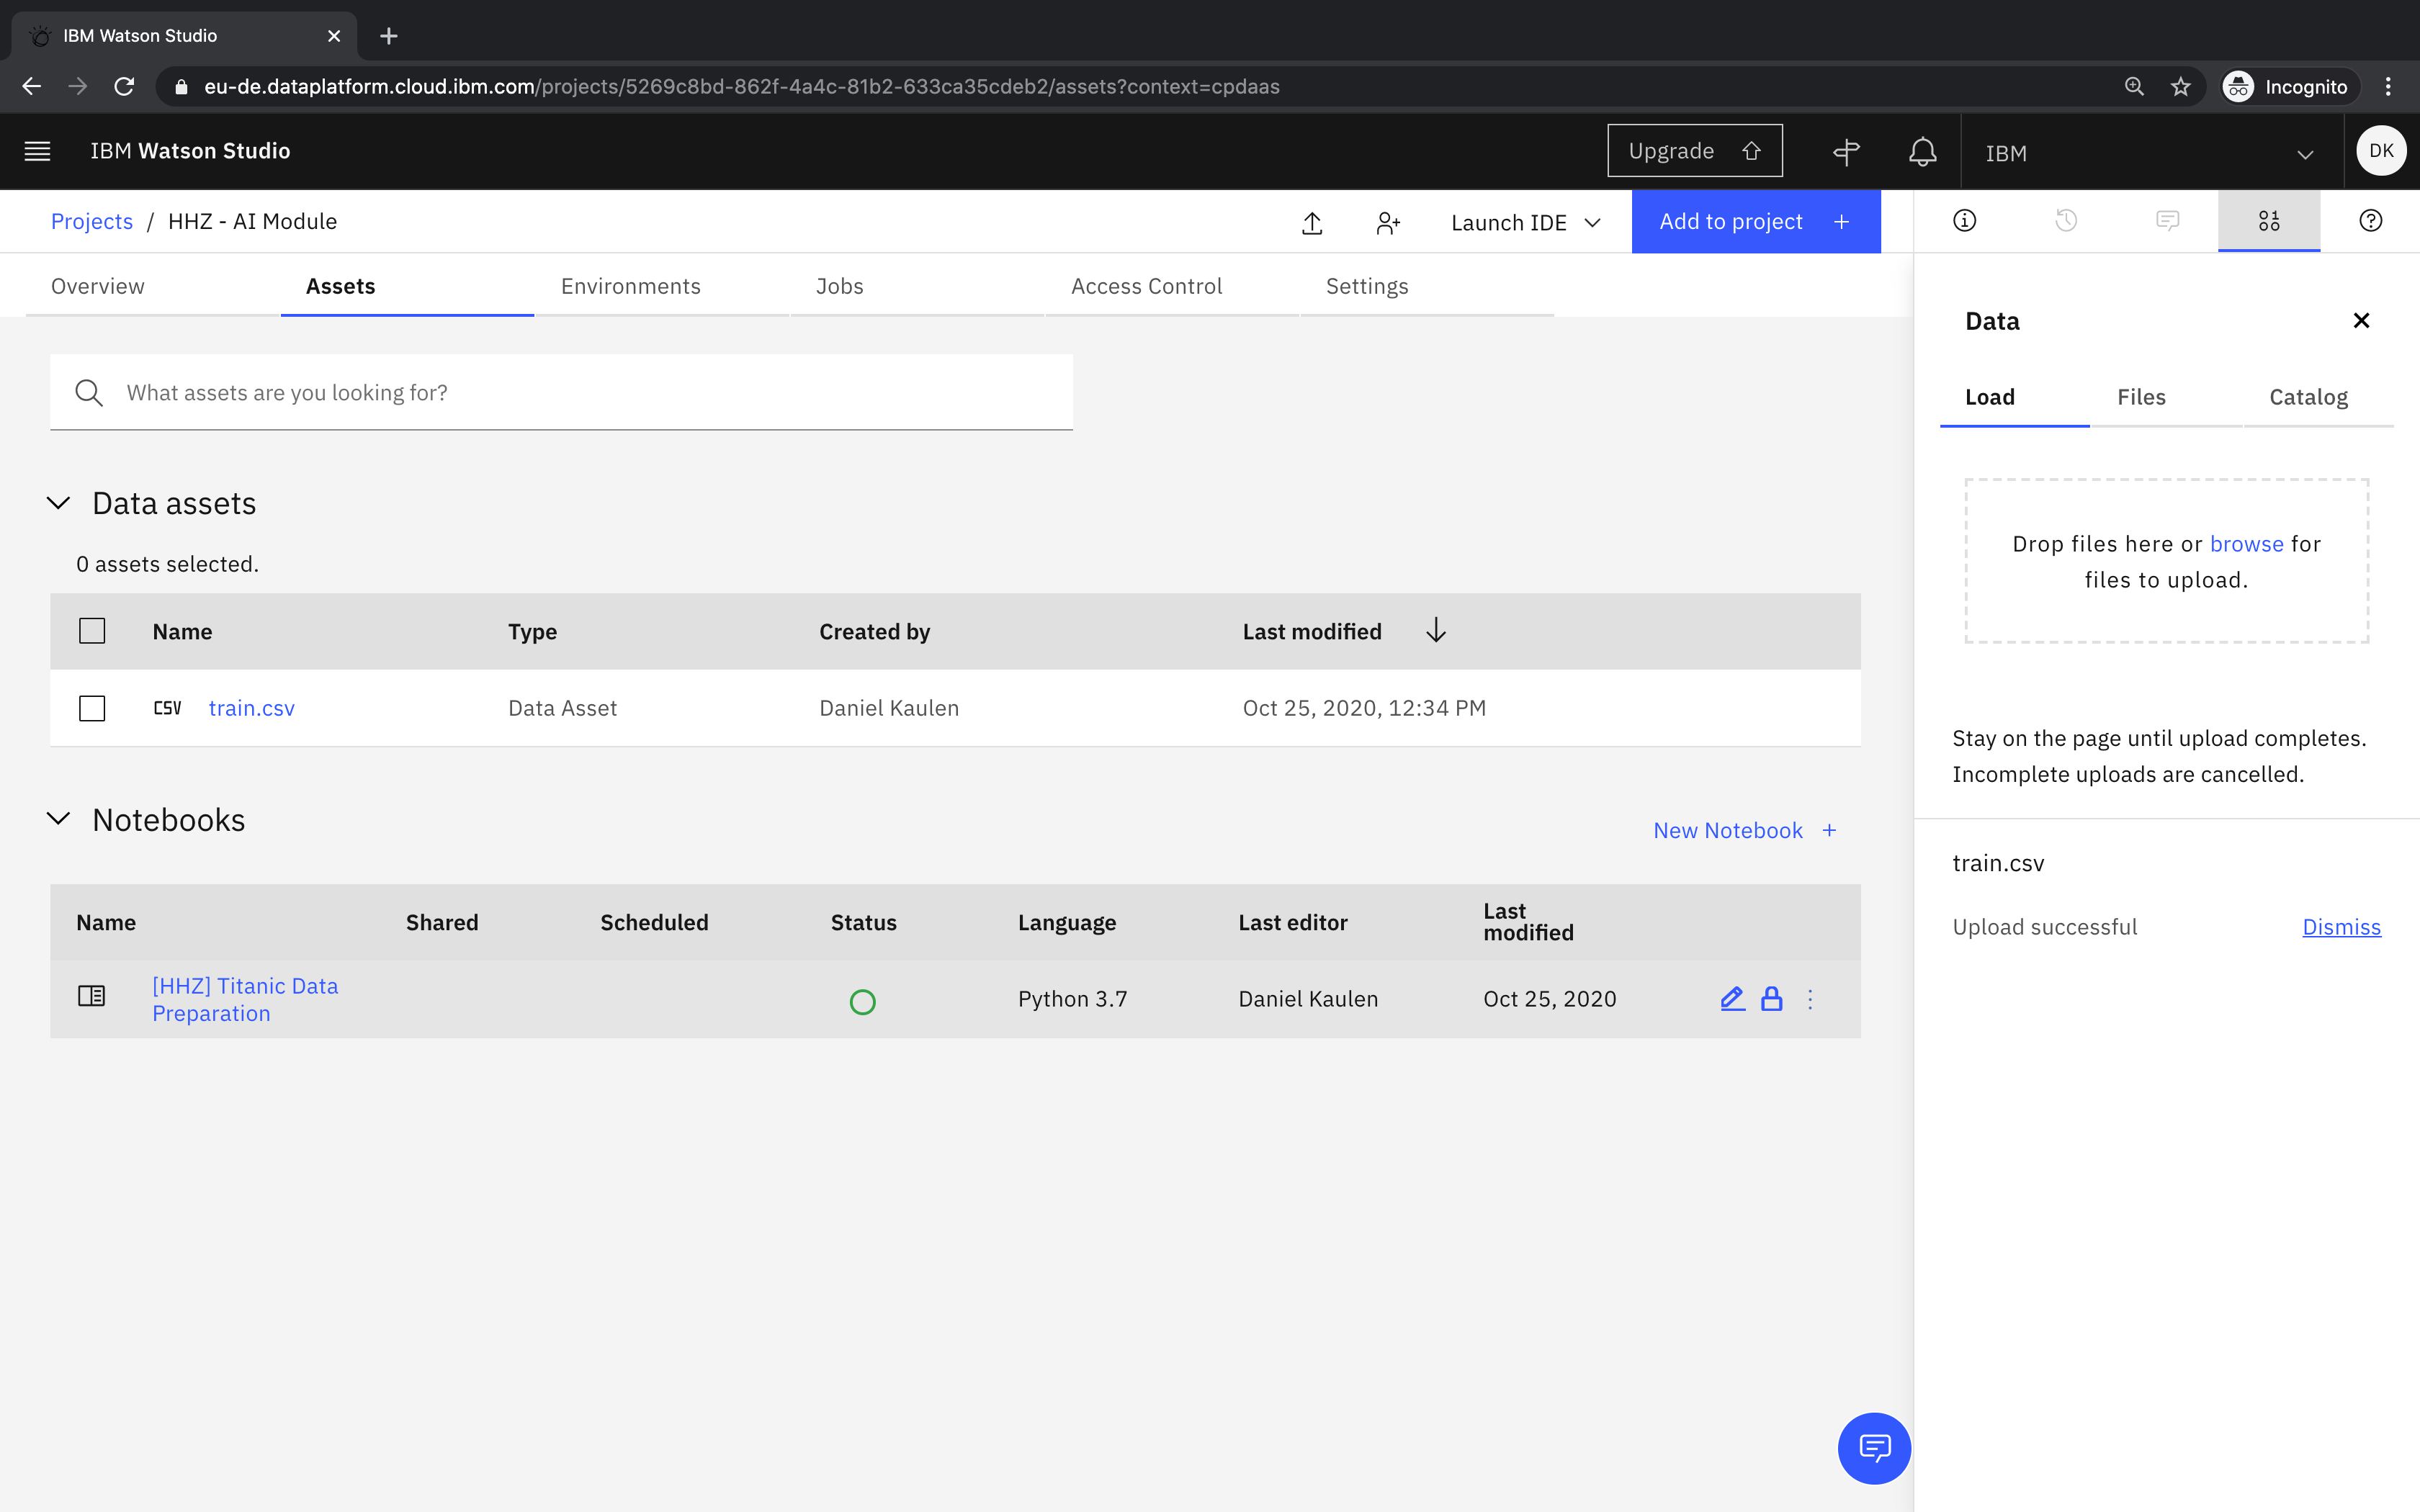 IBM Watson Studio
eu-de.dataplatform.cloud.ibm.com/projects/5269c8bd-862f-4a4c-81b2-633ca35cdeb2/assets?context=cpdaas
Incognito
IBM Watson Studio
Upgrade
IBM
DK
Projects / HHZ - AI Module
Launch IDE
Add to project +
Overview
Assets
Environments
Jobs
Access Control
Settings
What assets are you looking for?
Data assets
0 assets selected.
Name Type Created by Last modified
CSV train.csv Data Asset Daniel Kaulen Oct 25, 2020, 12:34 PM
Notebooks
New Notebook +
Name Shared Scheduled Status Language Last editor Last
modified
[HHZ] Titanic Data
Preparation
Python 3.7 Daniel Kaulen Oct 25, 2020
Data
Load Files Catalog
Drop files here or browse for
files to upload.
Stay on the page until upload completes.
Incomplete uploads are cancelled.
train.csv
Upload successful Dismiss